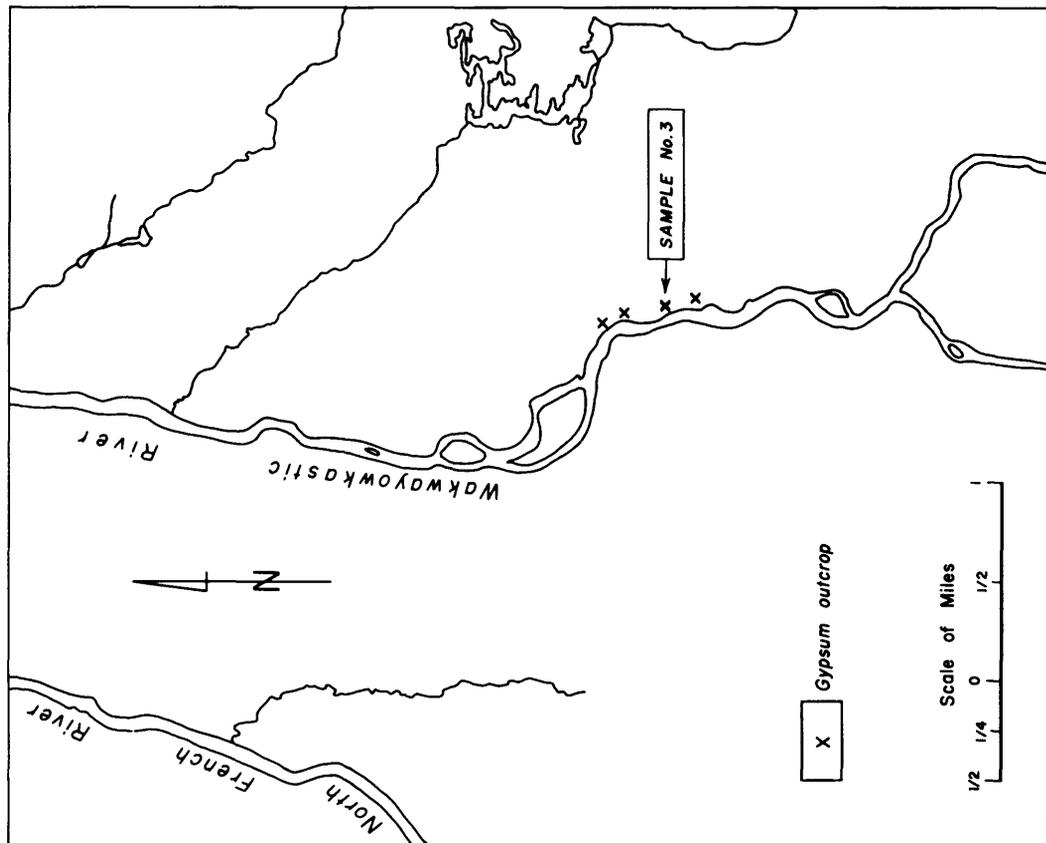 SAMPLE No. 3
Wakwayowkastic River
N
North French River
x Gypsum outcrop
Scale of Miles
1/2 1/4 0 1/2 1